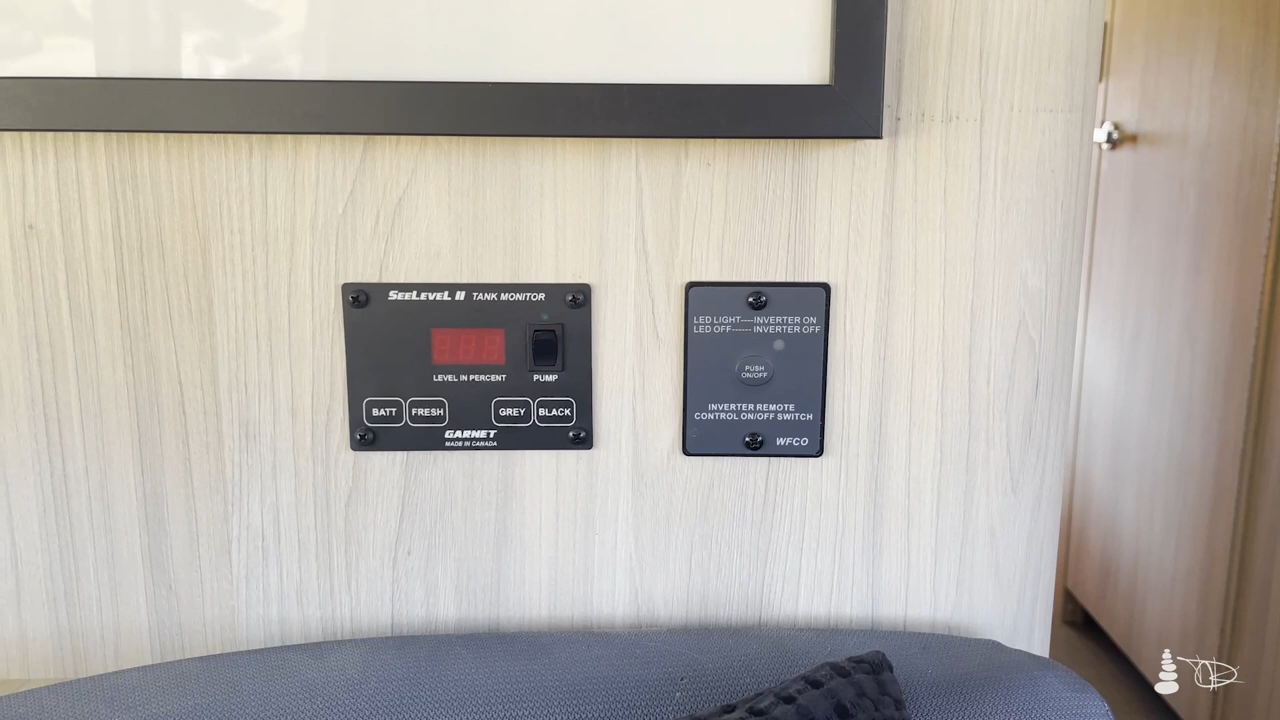 SEELEVEL II TANK MONITOR
LEVEL IN PERCENT
PUMP
BATT FRESH GREY BLACK
GARNET
MADE IN CANADA
LED LIGHT----INVERTER ON
LED OFF------ INVERTER OFF
PUSH
ON/OFF
INVERTER REMOTE
CONTROL ON/OFF SWITCH
WFCO